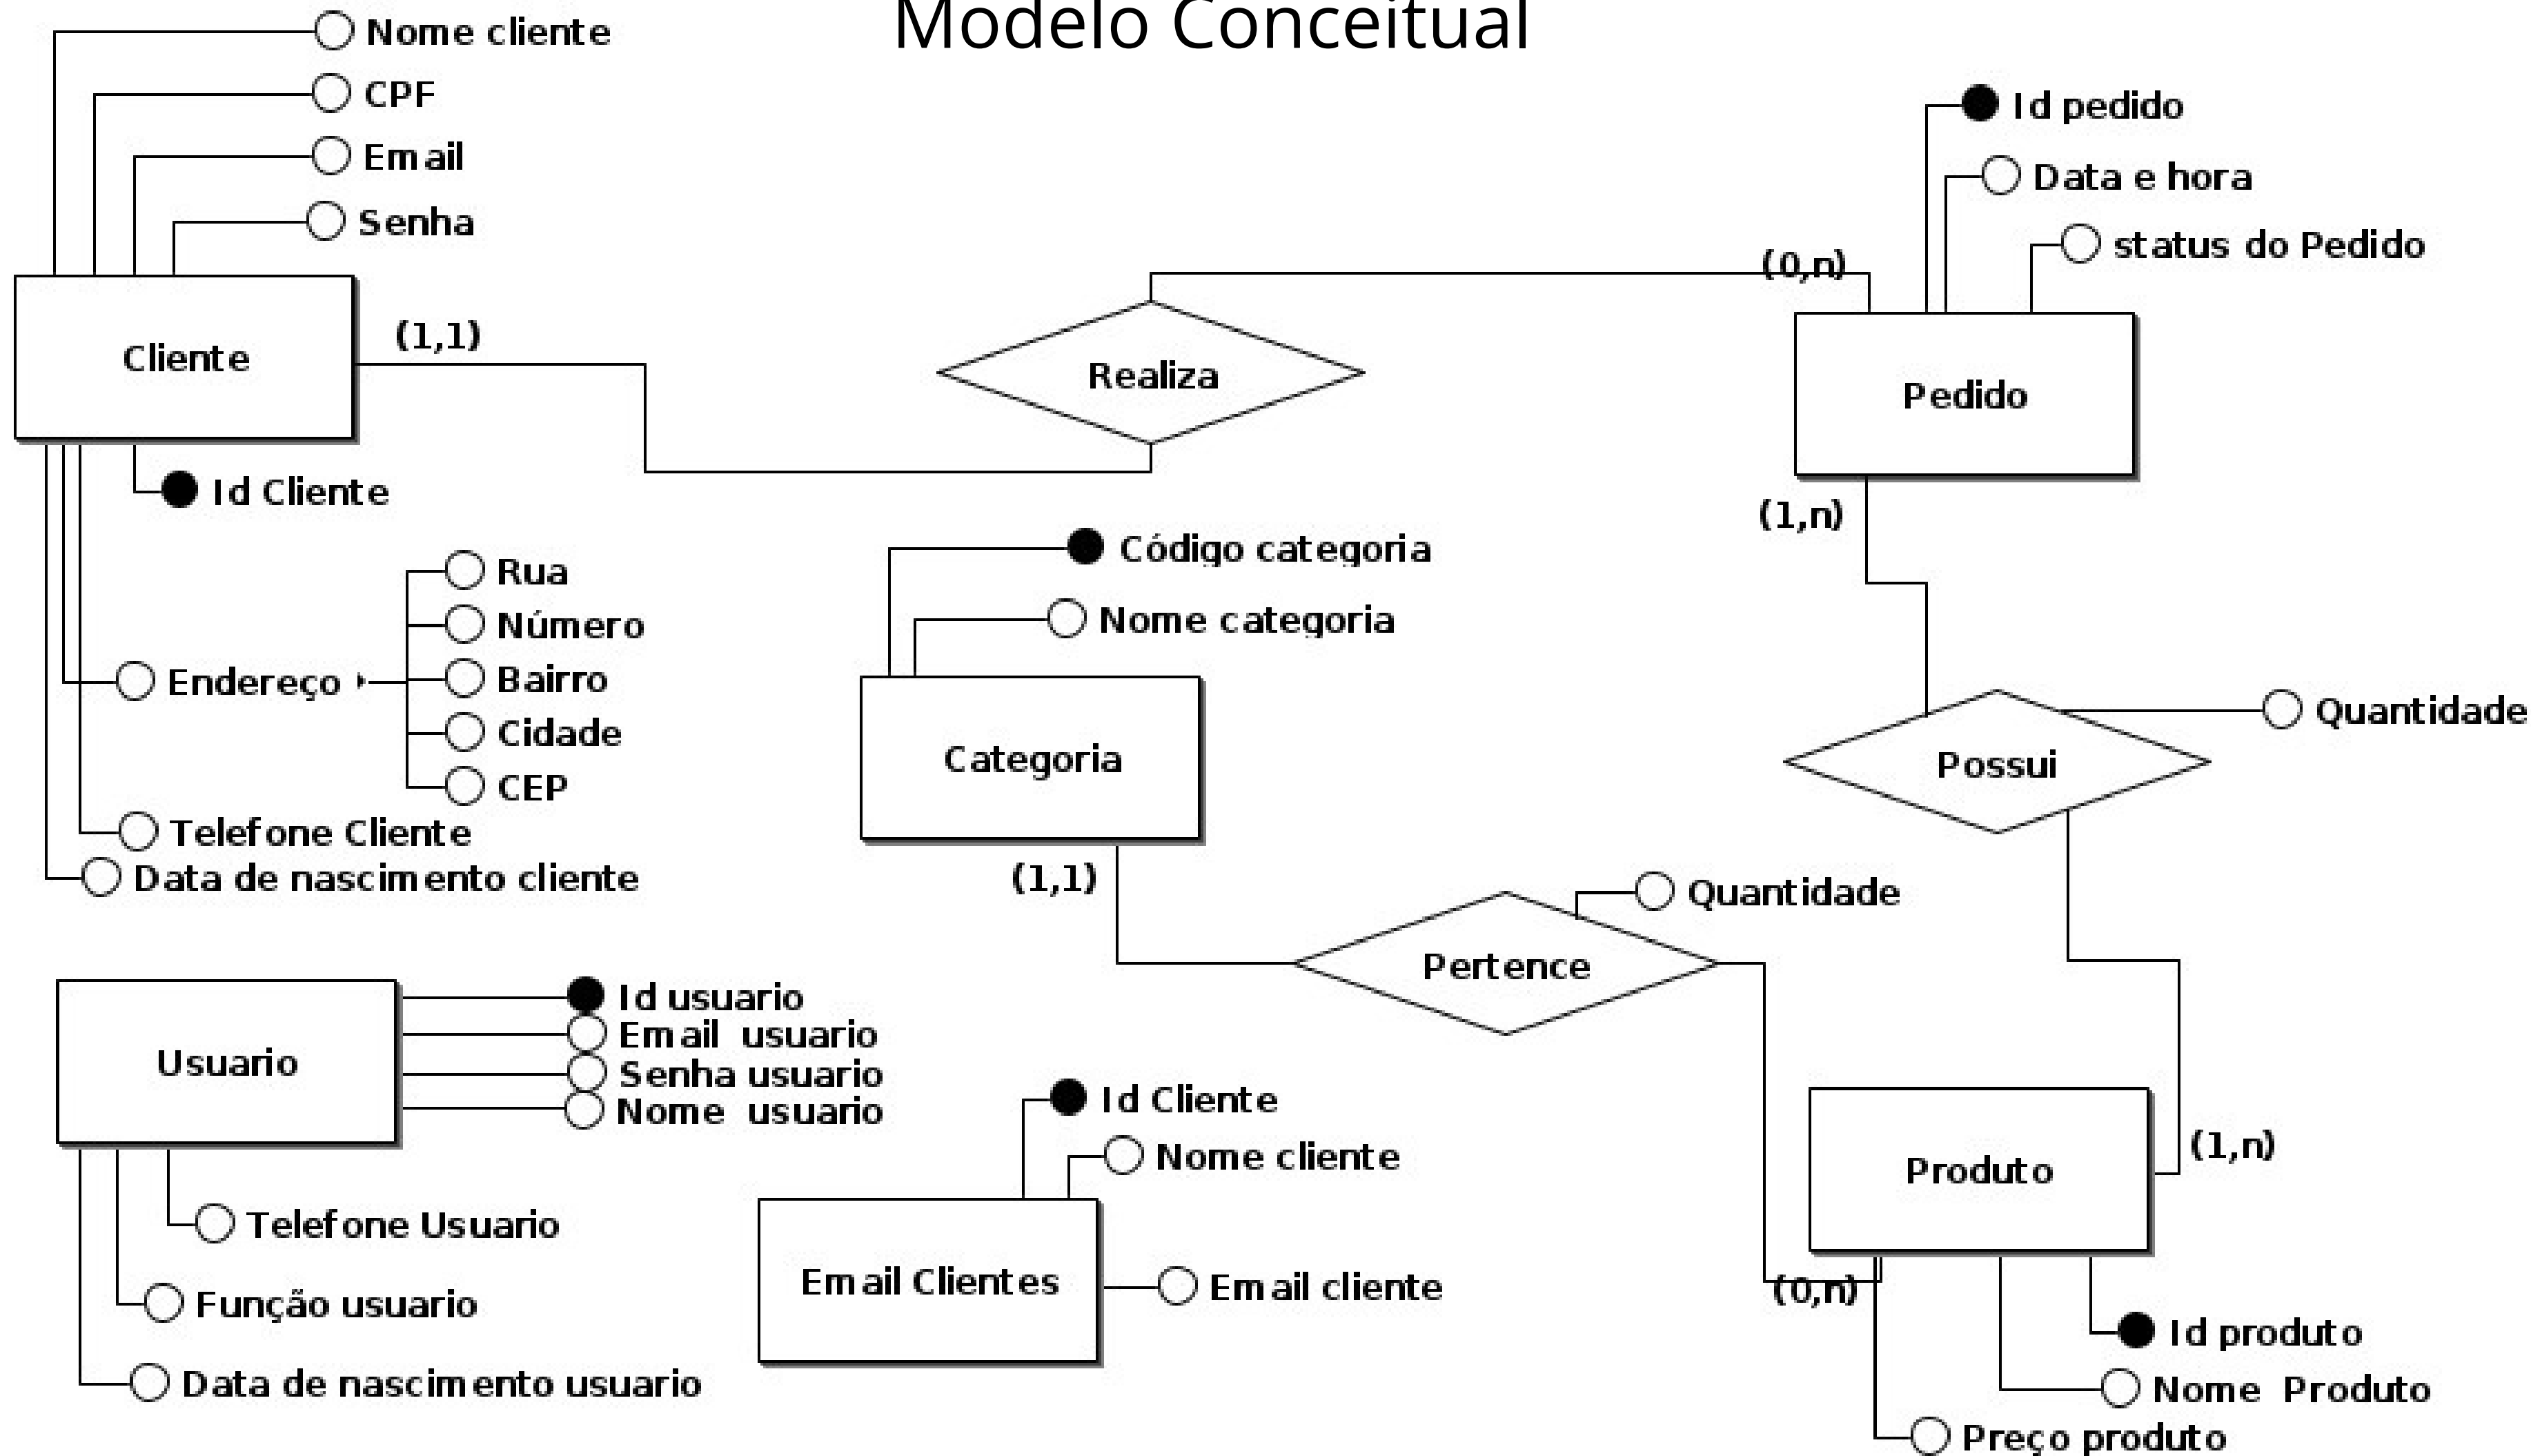 Modelo Conceitual
Nome cliente
CPF
Email
Senha
Cliente
(1,1)
Id Cliente
Rua
Número
Endereço
Bairro
Cidade
CEP
Telefone Cliente
Data de nascimento cliente
Realiza
(0,n)
Id pedido
Data e hora
status do Pedido
Pedido
(1,n)
Código categoria
Nome categoria
Categoria
(1,1)
Quantidade
Possui
Quantidade
Pertence
Usuario
Id usuario
Email usuario
Senha usuario
Nome usuario
Telefone Usuario
Função usuario
Data de nascimento usuario
Id Cliente
Nome cliente
Email Clientes
Email cliente
Produto
(1,n)
(0,n)
Id produto
Nome Produto
Preço produto